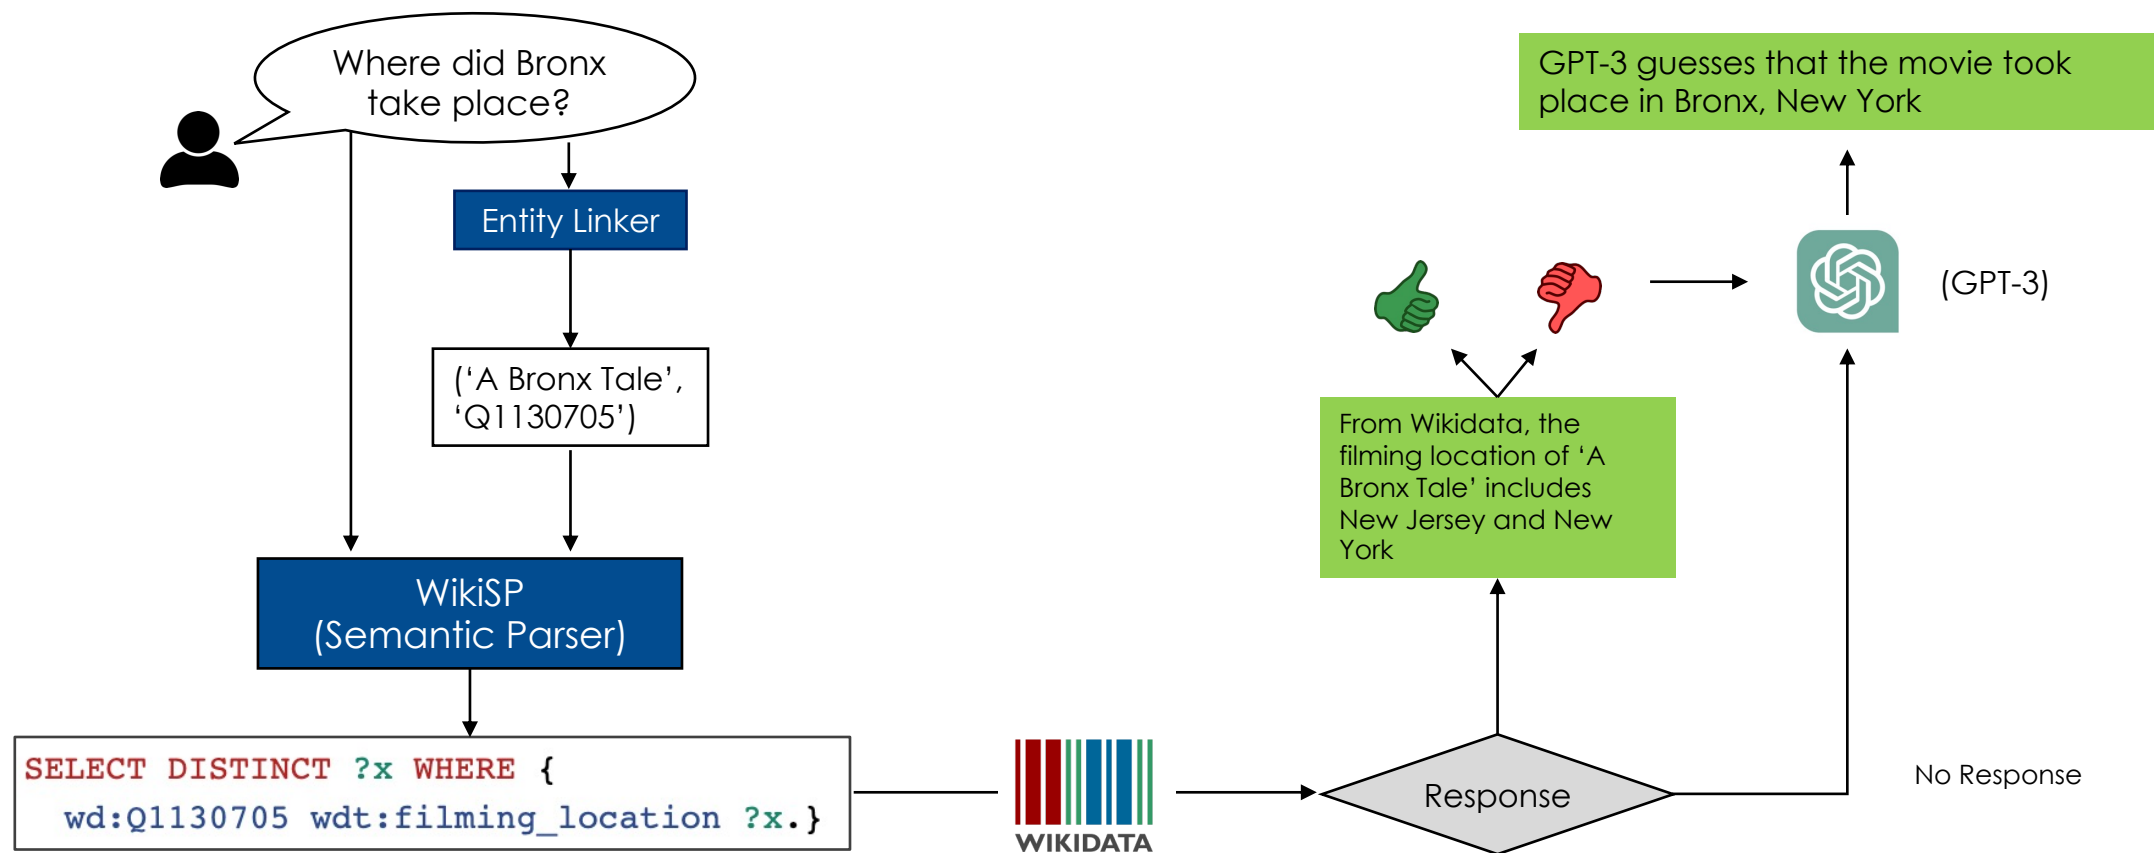 Where did Bronx
take place?
Entity Linker
(‘A Bronx Tale’,
‘Q1130705’)
WikiSP
(Semantic Parser)
SELECT DISTINCT ?x WHERE {
wd:Q1130705 wdt:filming_location ?x.}
WIKIDATA
Response
No Response
From Wikidata, the
filming location of ‘A
Bronx Tale’ includes
New Jersey and New
York
(GPT-3)
GPT-3 guesses that the movie took
place in Bronx, New York